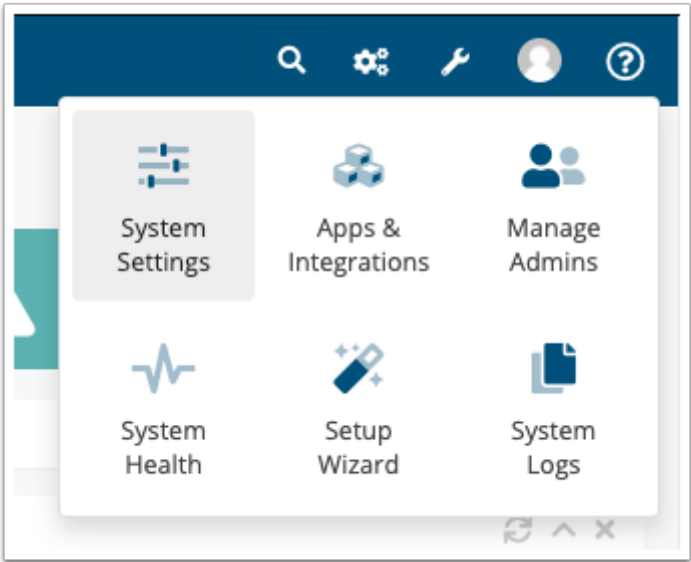 System
Settings
Apps &
Integrations
Manage
Admins
System
Health
Setup
Wizard
System
Logs